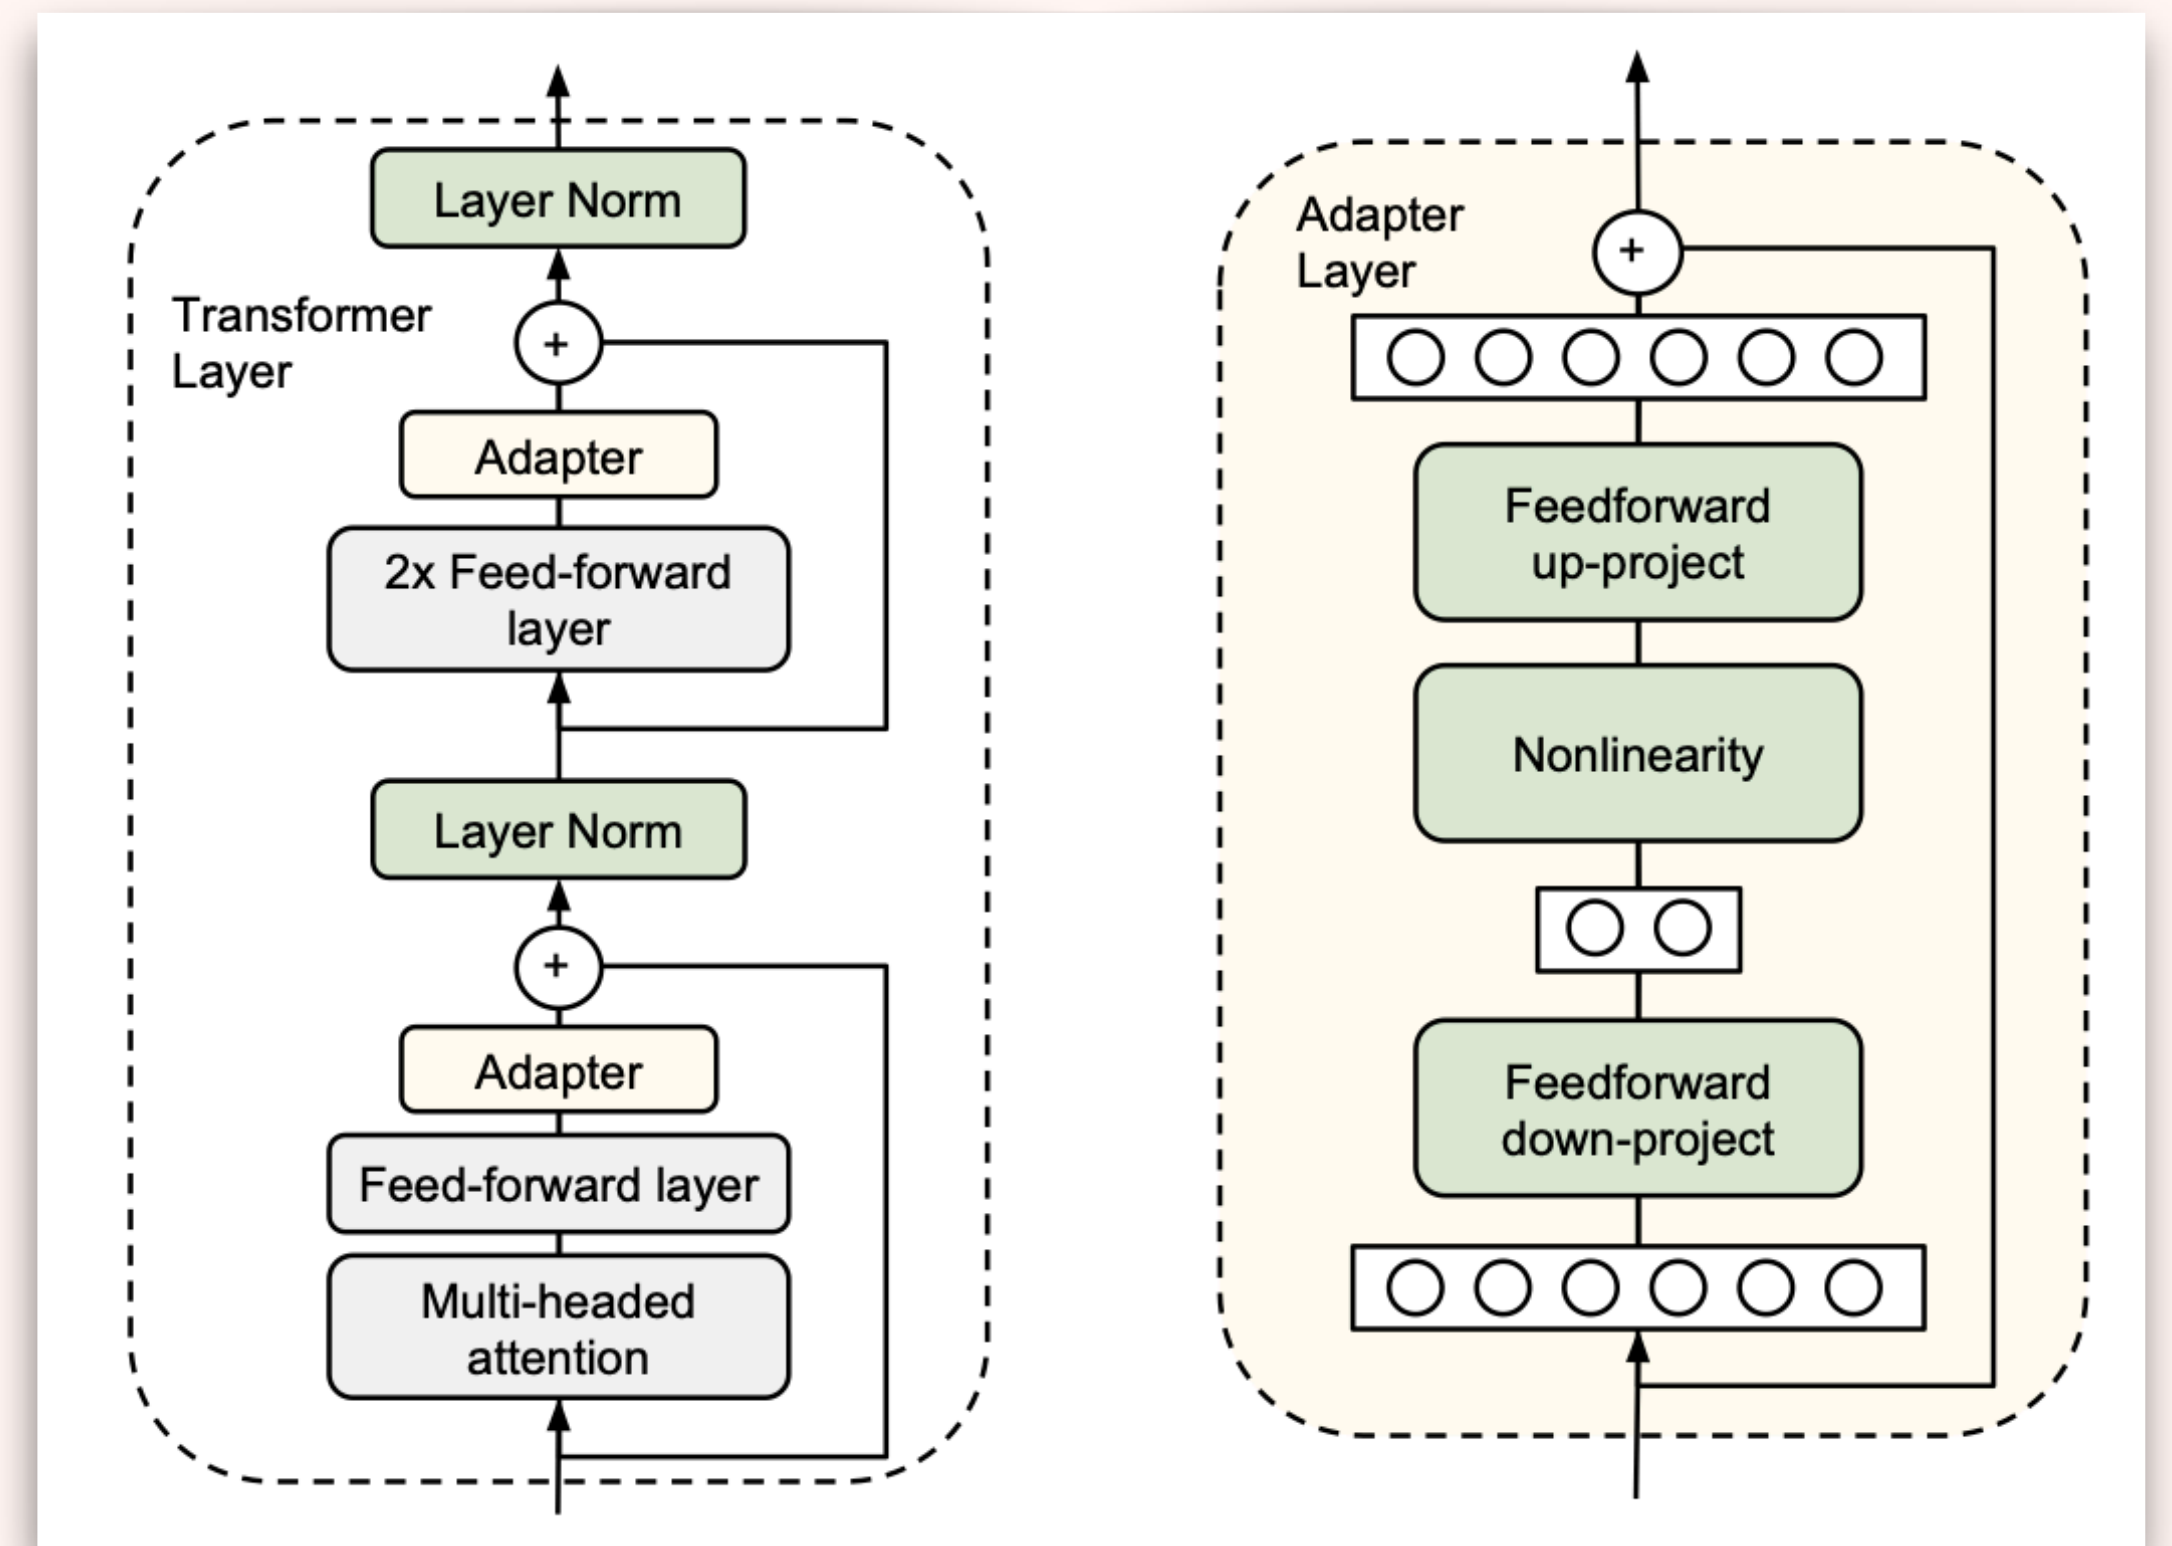 Layer Norm
Transformer
Layer
+
Adapter
2x Feed-forward
layer
Layer Norm
+
Adapter
Feed-forward layer
Multi-headed
attention
Adapter
Layer
+
Feedforward
up-project
Nonlinearity
Feedforward
down-project